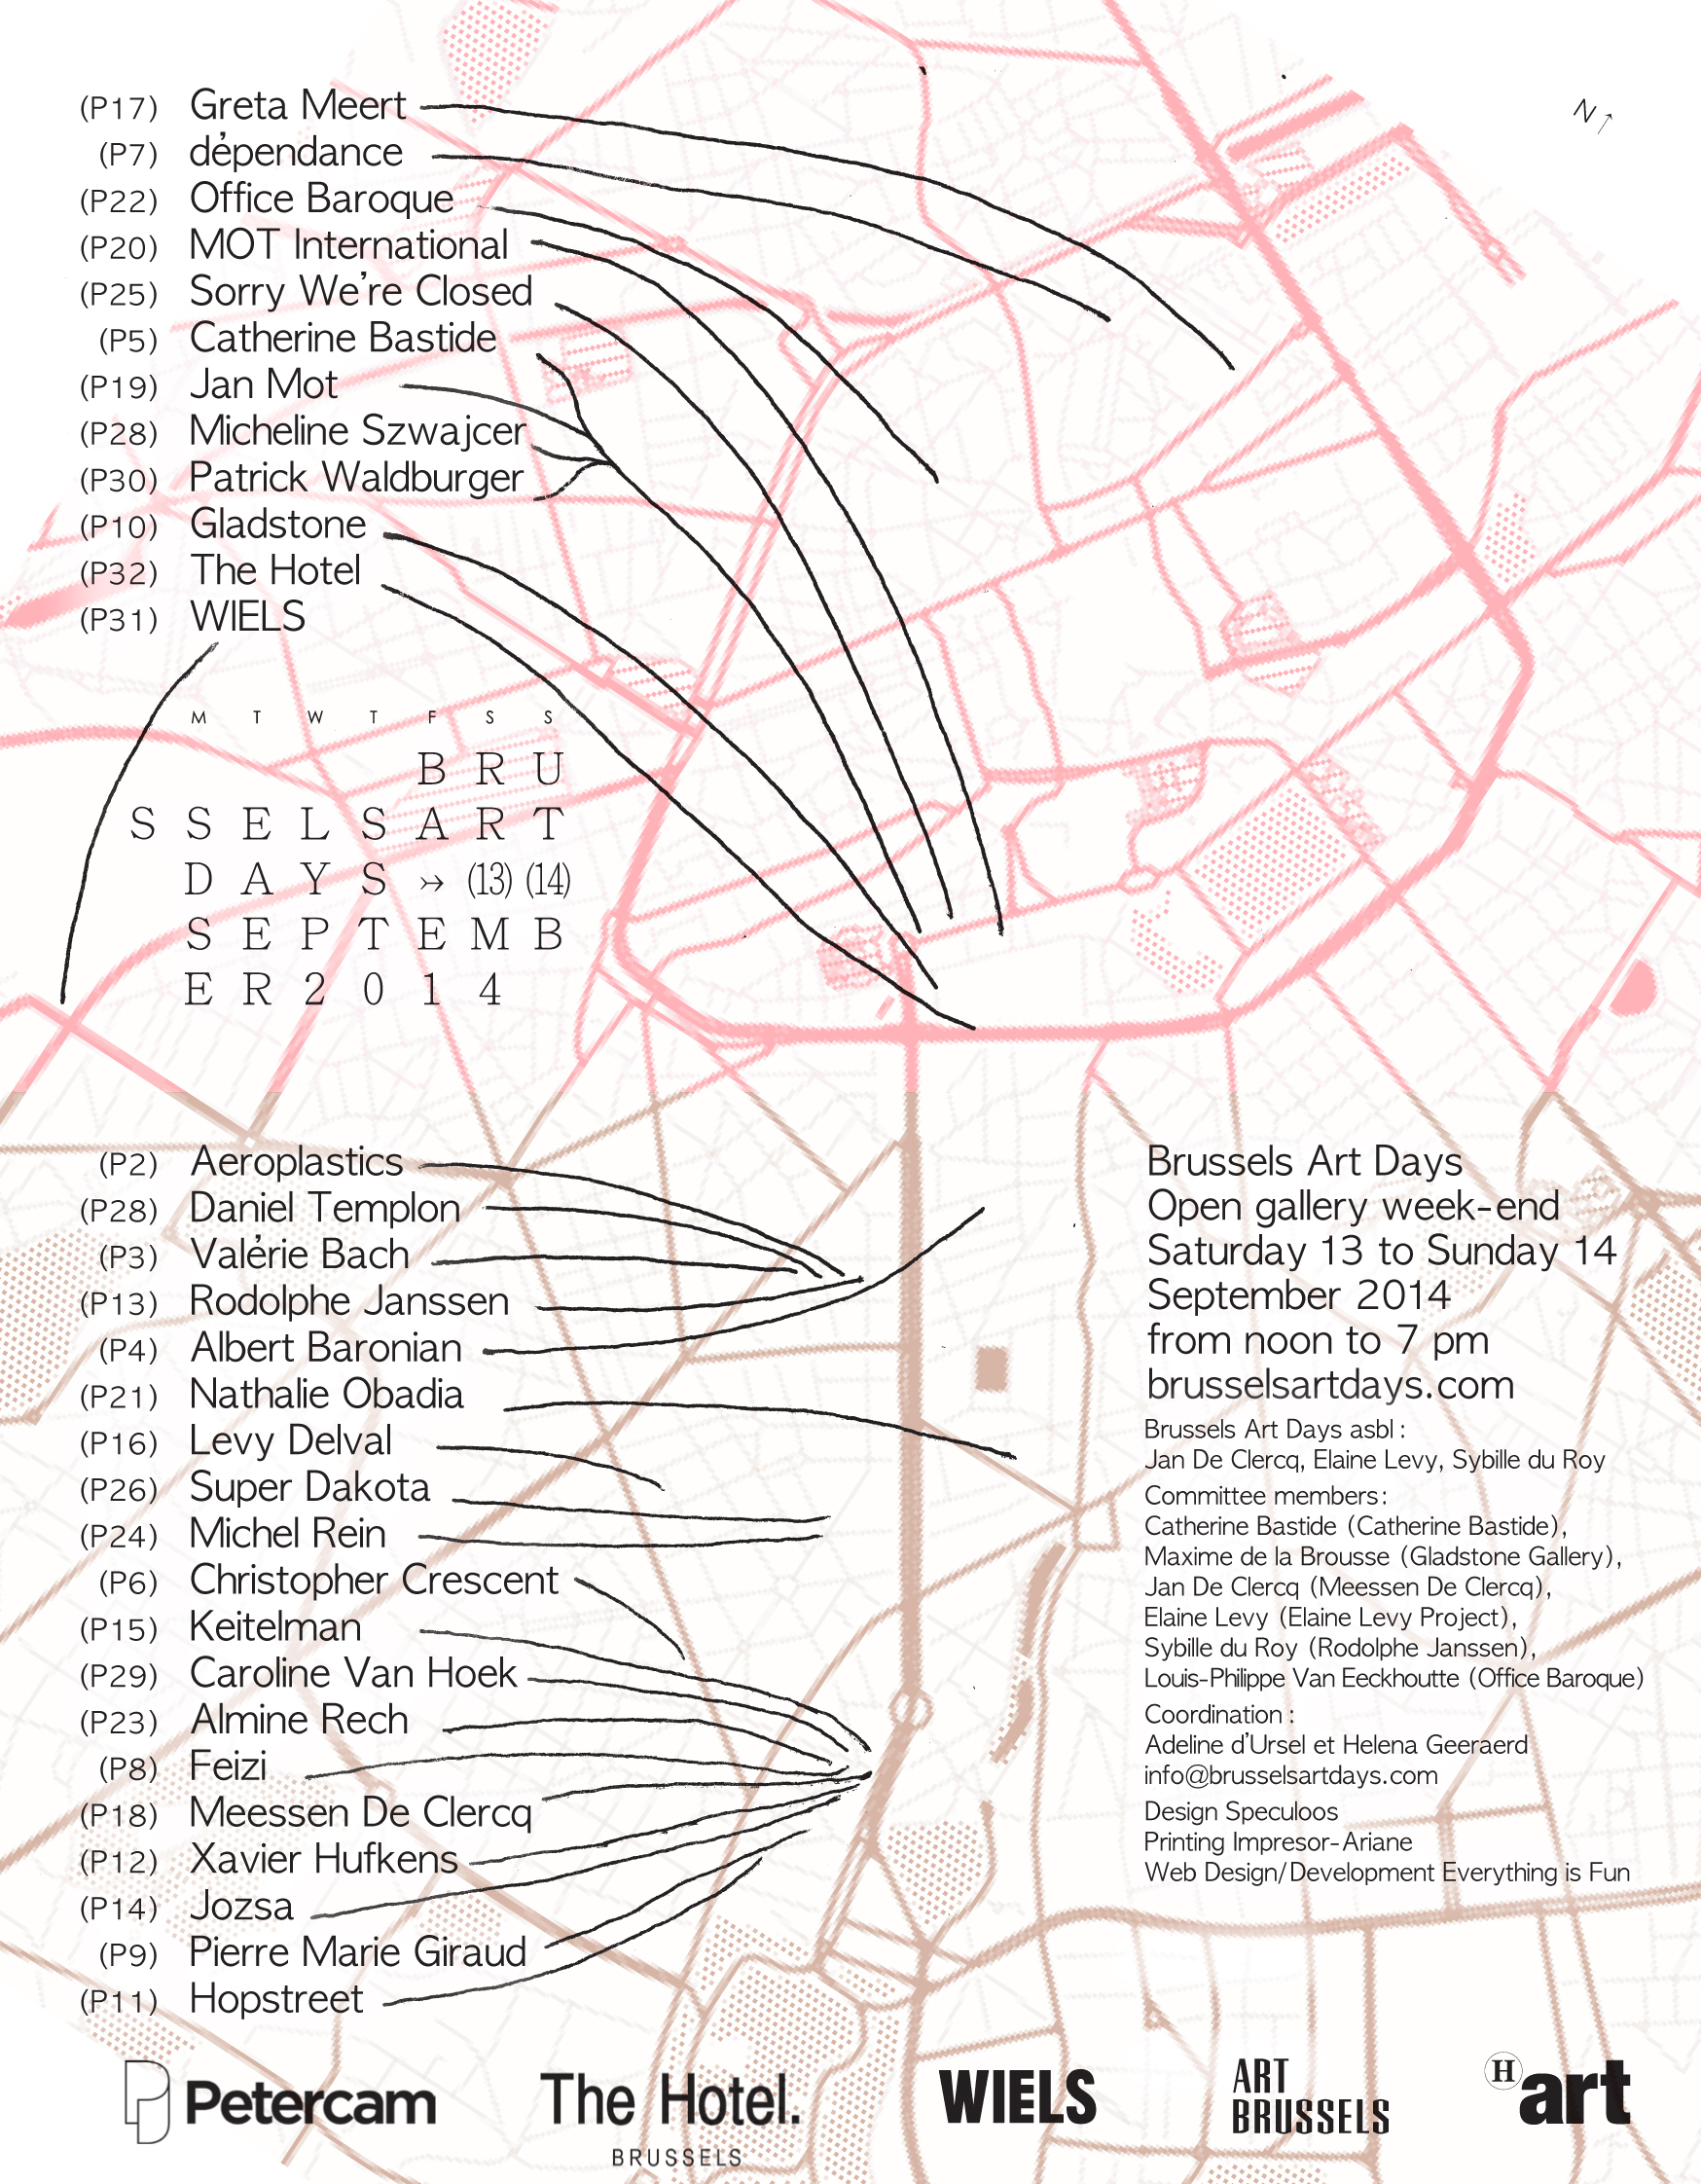 N↑
(P17) Greta Meert
(P7) dépendance
(P22) Office Baroque
(P20) MOT International
(P25) Sorry We're Closed
(P5) Catherine Bastide
(P19) Jan Mot
(P28) Micheline Szwajcer
(P30) Patrick Waldburger
(P10) Gladstone
(P32) The Hotel
(P31) WIELS
M T W T F S S
B R U
S S E L S A R T
D A Y S ↣ (13) (14)
S E P T E M B
E R 2 0 1 4
(P2) Aeroplastics
(P28) Daniel Templon
(P3) Valérie Bach
(P13) Rodolphe Janssen
(P4) Albert Baronian
(P21) Nathalie Obadia
(P16) Levy Delval
(P26) Super Dakota
(P24) Michel Rein
(P6) Christopher Crescent
(P15) Keitelman
(P29) Caroline Van Hoek
(P23) Almine Rech
(P8) Feizi
(P18) Meessen De Clercq
(P12) Xavier Hufkens
(P14) Jozsa
(P9) Pierre Marie Giraud
(P11) Hopstreet
Brussels Art Days
Open gallery week-end
Saturday 13 to Sunday 14
September 2014
from noon to 7 pm
brusselsartdays.com
Brussels Art Days asbl :
Jan De Clercq, Elaine Levy, Sybille du Roy
Committee members :
Catherine Bastide (Catherine Bastide),
Maxime de la Brousse (Gladstone Gallery),
Jan De Clercq (Meessen De Clercq),
Elaine Levy (Elaine Levy Project),
Sybille du Roy (Rodolphe Janssen),
Louis-Philippe Van Eeckhoutte (Office Baroque)
Coordination :
Adeline d'Ursel et Helena Geeraerd
info@brusselsartdays.com
Design Speculoos
Printing Impresor-Ariane
Web Design/Development Everything is Fun
Petercam
The Hotel.
BRUSSELS
WIELS
ART
BRUSSELS
H art